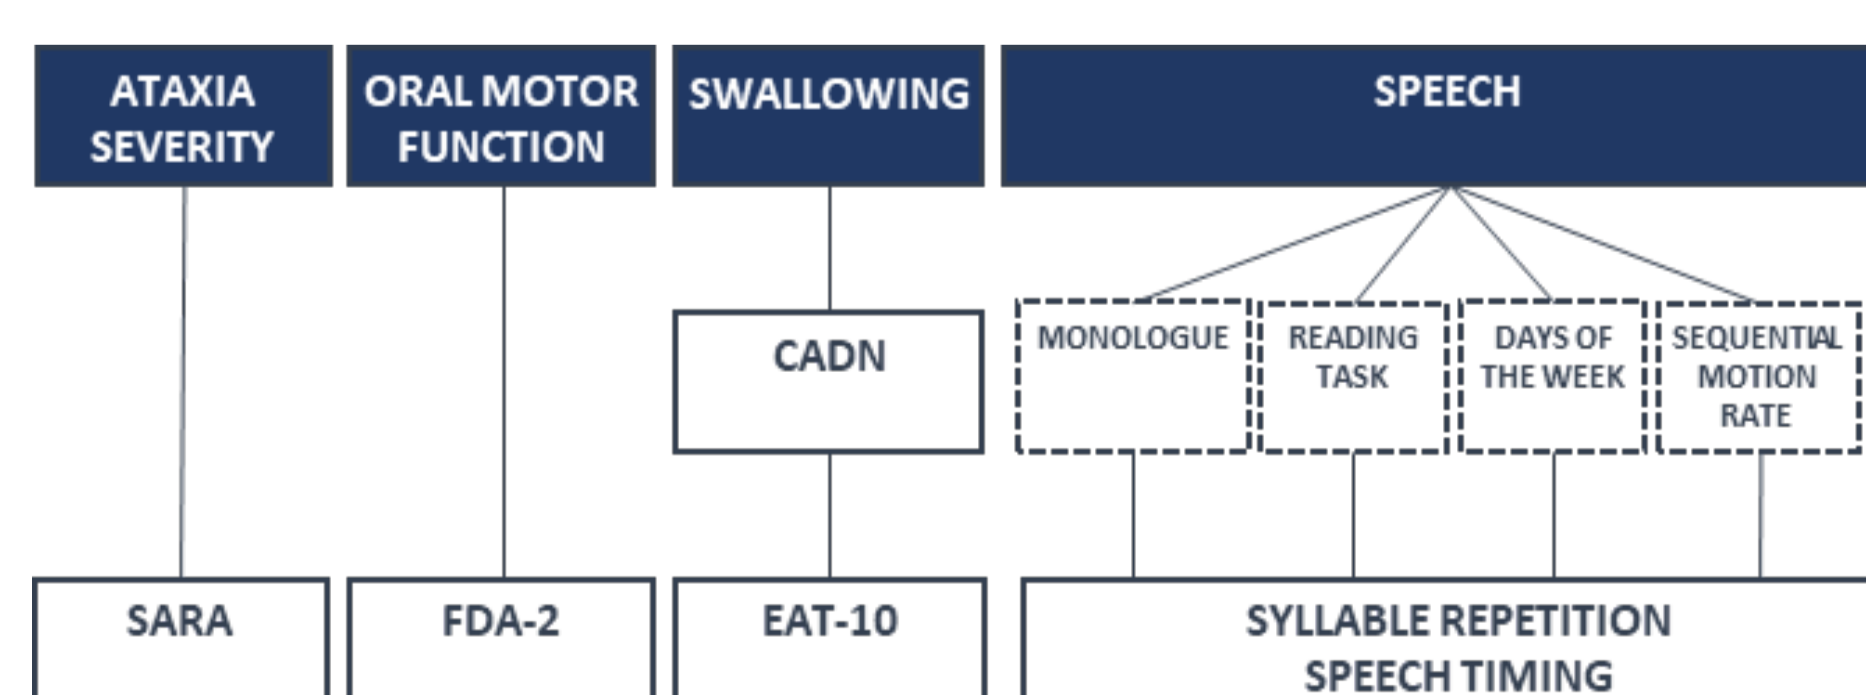 ATAXIA
SEVERITY
ORAL MOTOR
FUNCTION
SWALLOWING
SPEECH
CADN
MONOLOGUE
READING
TASK
DAYS OF
THE WEEK
SEQUENTIAL
MOTION
RATE
SARA
FDA-2
EAT-10
SYLLABLE REPETITION
SPEECH TIMING